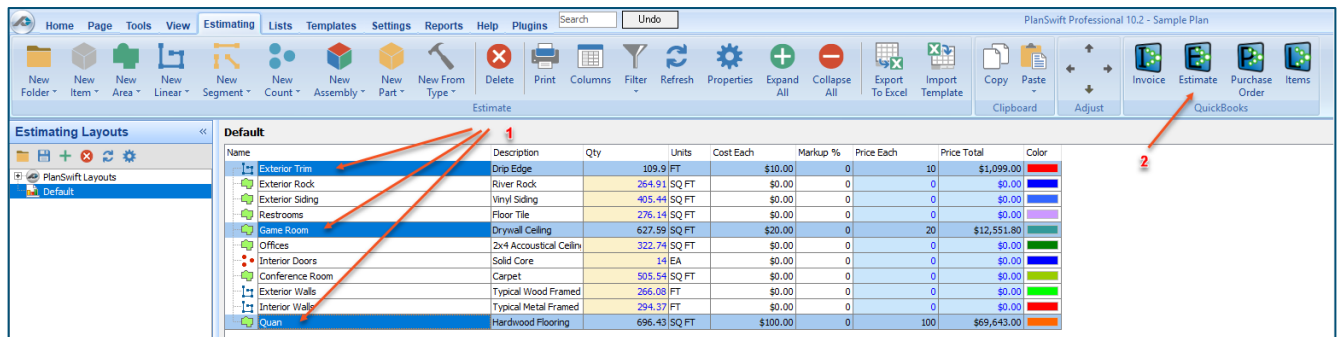 Home Page Tools View Estimating Lists Templates Settings Reports Help Plugins Search Undo PlanSwift Professional 10.2 - Sample Plan
New Folder New Item New Area New Linear New Segment New Count New Assembly New Part New From Type Delete Print Columns Filter Refresh Properties Expand All Collapse All Export To Excel Import Template Copy Paste Invoice Estimate Purchase Order Items
Estimate Clipboard Adjust QuickBooks
Estimating Layouts « Default 1 2
Name Description Qty Units Cost Each Markup % Price Each Price Total Color
PlanSwift Layouts
Default
Exterior Trim Drip Edge 109.9 FT $10.00 0 10 $1,099.00
Exterior Rock River Rock 264.91 SQ FT $0.00 0 0 $0.00
Exterior Siding Vinyl Siding 405.44 SQ FT $0.00 0 0 $0.00
Restrooms Floor Tile 276.14 SQ FT $0.00 0 0 $0.00
Game Room Drywall Ceiling 627.59 SQ FT $20.00 0 20 $12,551.80
Offices 2x4 Accoustical Ceilin 322.74 SQ FT $0.00 0 0 $0.00
Interior Doors Solid Core 14 EA $0.00 0 0 $0.00
Conference Room Carpet 505.54 SQ FT $0.00 0 0 $0.00
Exterior Walls Typical Wood Framed 266.08 FT $0.00 0 0 $0.00
Interior Walls Typical Metal Framed 294.37 FT $0.00 0 0 $0.00
Quan Hardwood Flooring 696.43 SQ FT $100.00 0 100 $69,643.00